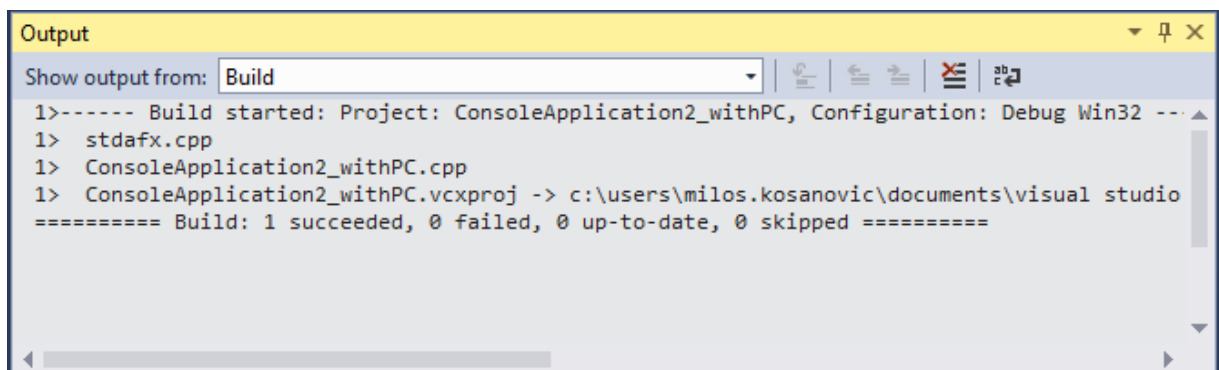 Output
Show output from: Build
1>------ Build started: Project: ConsoleApplication2_withPC, Configuration: Debug Win32 ---
1>  stdafx.cpp
1>  ConsoleApplication2_withPC.cpp
1>  ConsoleApplication2_withPC.vcxproj -> c:\users\milos.kosanovic\documents\visual studio
========== Build: 1 succeeded, 0 failed, 0 up-to-date, 0 skipped ==========